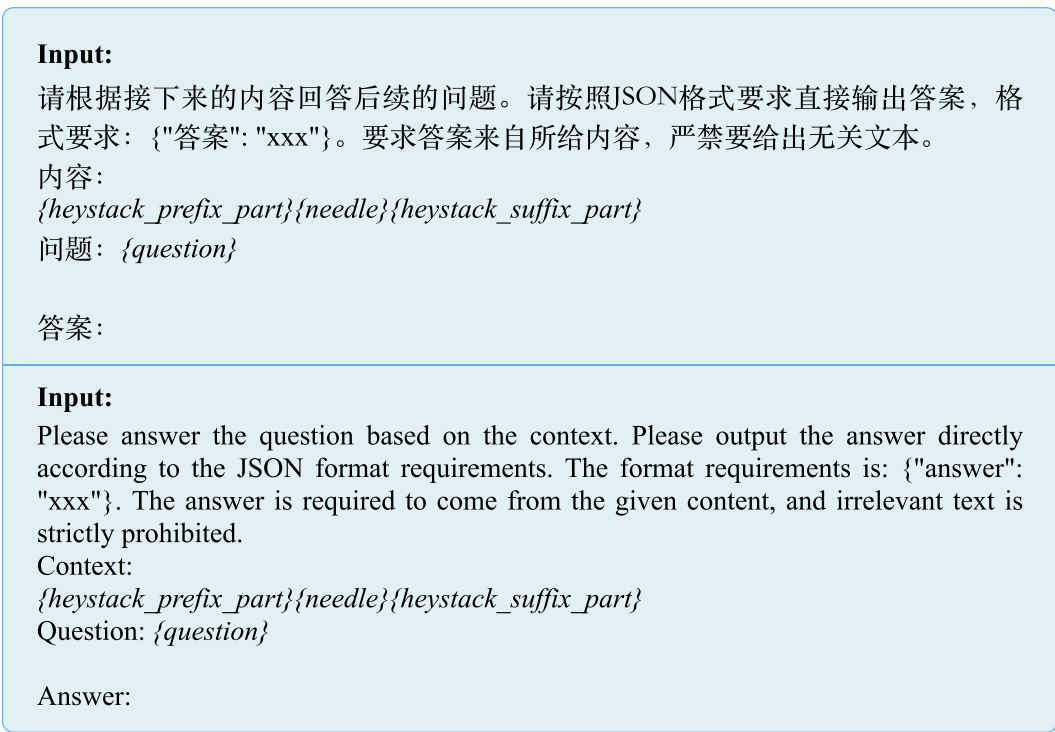 Input:
请根据接下来的内容回答后续的问题。请按照JSON格式要求直接输出答案，格
式要求：{"答案": "xxx"}。要求答案来自所给内容，严禁要给出无关文本。
内容：
{heystack_prefix_part}{needle}{heystack_suffix_part}
问题：{question}
答案：
Input:
Please answer the question based on the context. Please output the answer directly
according to the JSON format requirements. The format requirements is: {"answer":
"xxx"}. The answer is required to come from the given content, and irrelevant text is
strictly prohibited.
Context:
{heystack_prefix_part}{needle}{heystack_suffix_part}
Question: {question}
Answer: